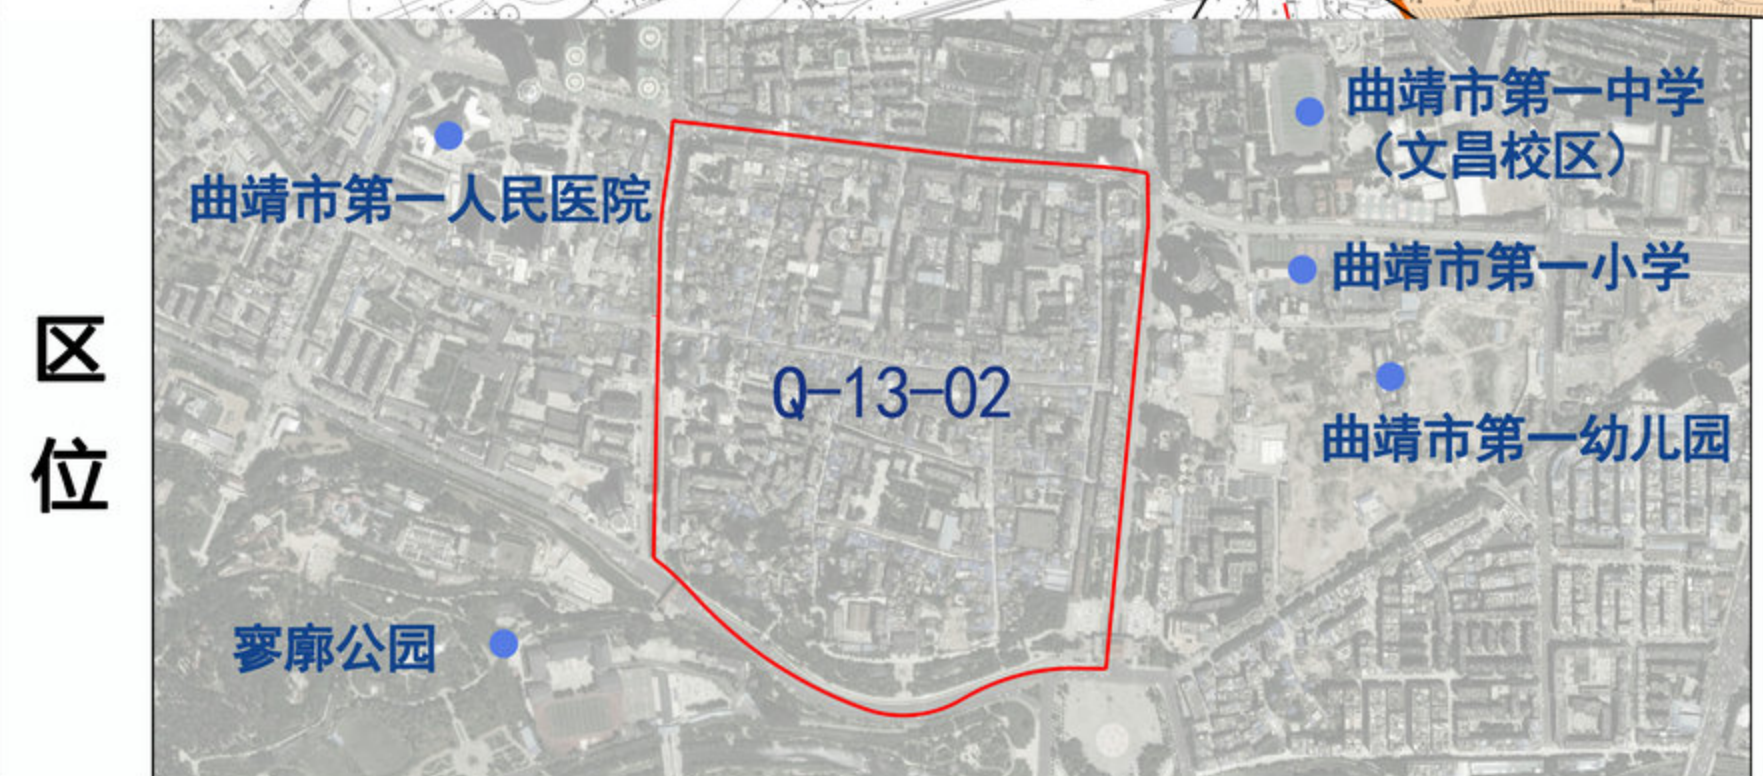 区位
曲靖市第一人民医院
曲靖市第一中学
（文昌校区）
曲靖市第一小学
Q-13-02
曲靖市第一幼儿园
寥廓公园